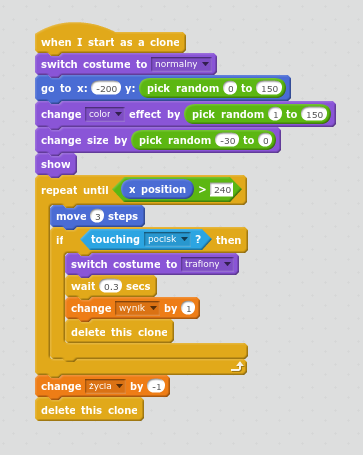 when I start as a clone
switch costume to normalny
go to x: -200 y: pick random 0 to 150
change color effect by pick random 1 to 150
change size by pick random -30 to 0
show
repeat until x position > 240
move 3 steps
if touching pocisk ? then
switch costume to trafiony
wait 0.3 secs
change wynik by 1
delete this clone
change życia by -1
delete this clone